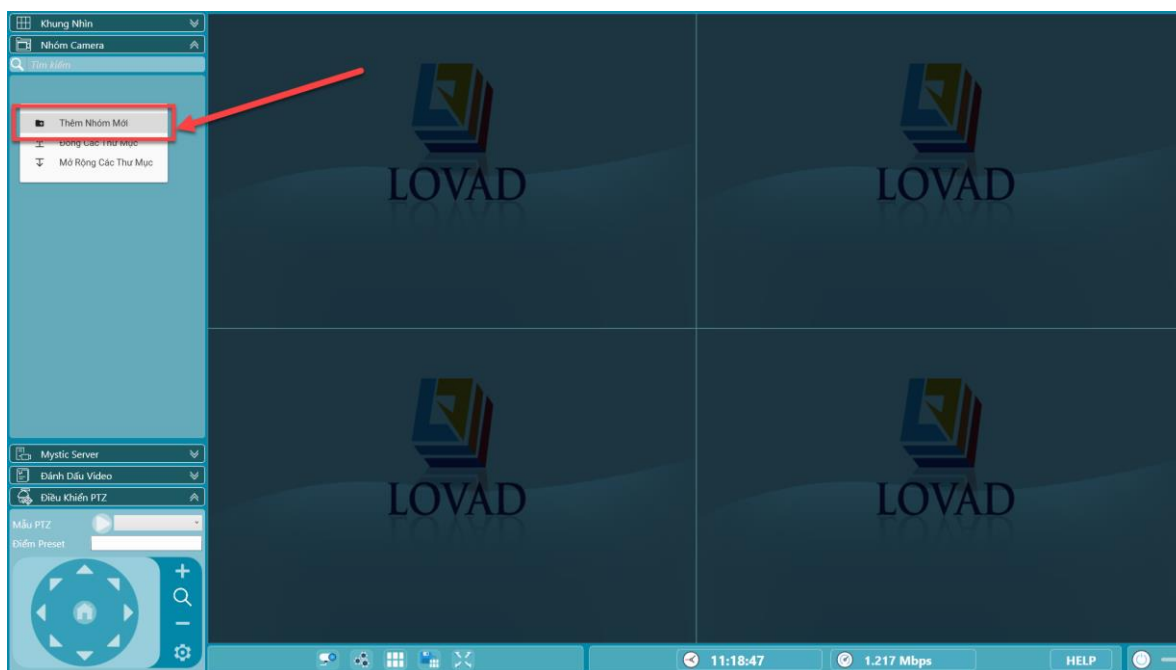 Khung Nhìn
Nhóm Camera
Tìm kiếm
Thêm Nhóm Mới
Đóng Các Thư Mục
Mở Rộng Các Thư Mục
LOVAD
LOVAD
LOVAD
LOVAD
Mystic Server
Đánh Dấu Video
Điều Khiển PTZ
Mẫu PTZ
Điểm Preset
11:18:47
1.217 Mbps
HELP